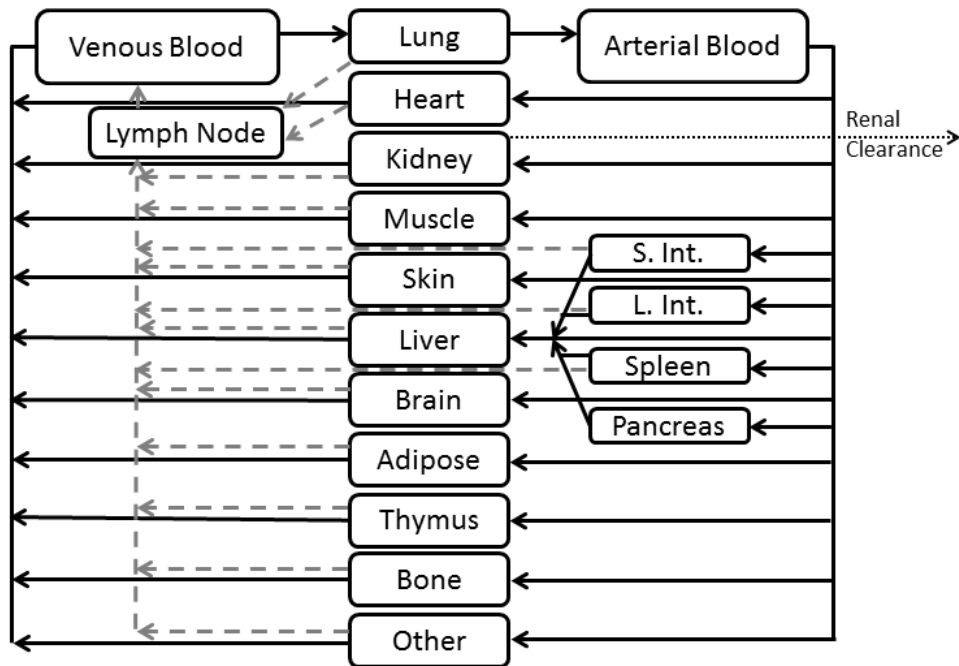 Venous Blood
Lung
Arterial Blood
Heart
Lymph Node
Renal
Clearance
Kidney
Muscle
S. Int.
Skin
L. Int.
Liver
Spleen
Brain
Pancreas
Adipose
Thymus
Bone
Other